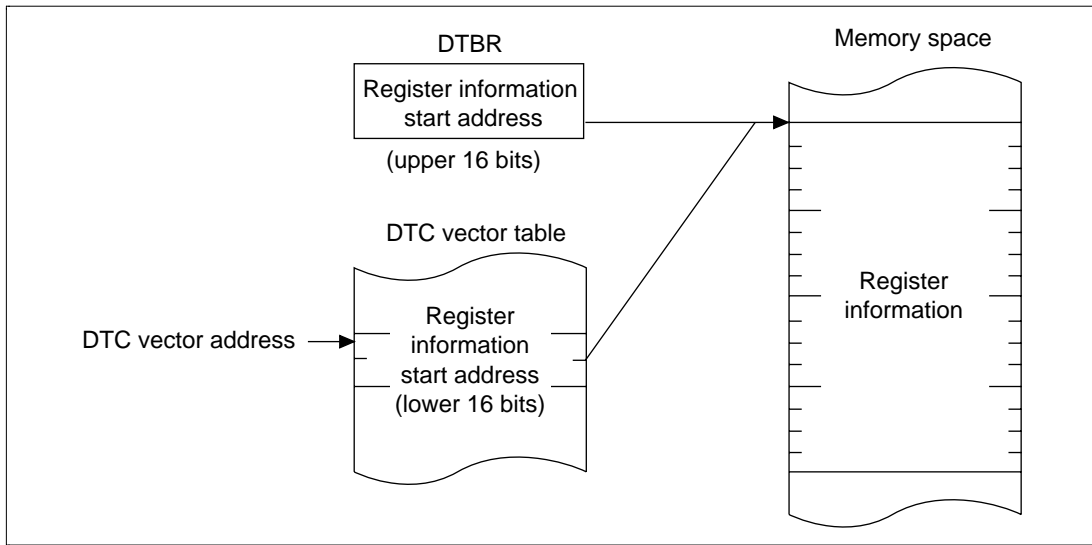 DTBR
Register information
start address
(upper 16 bits)
DTC vector table
DTC vector address
Register
information
start address
(lower 16 bits)
Memory space
Register
information